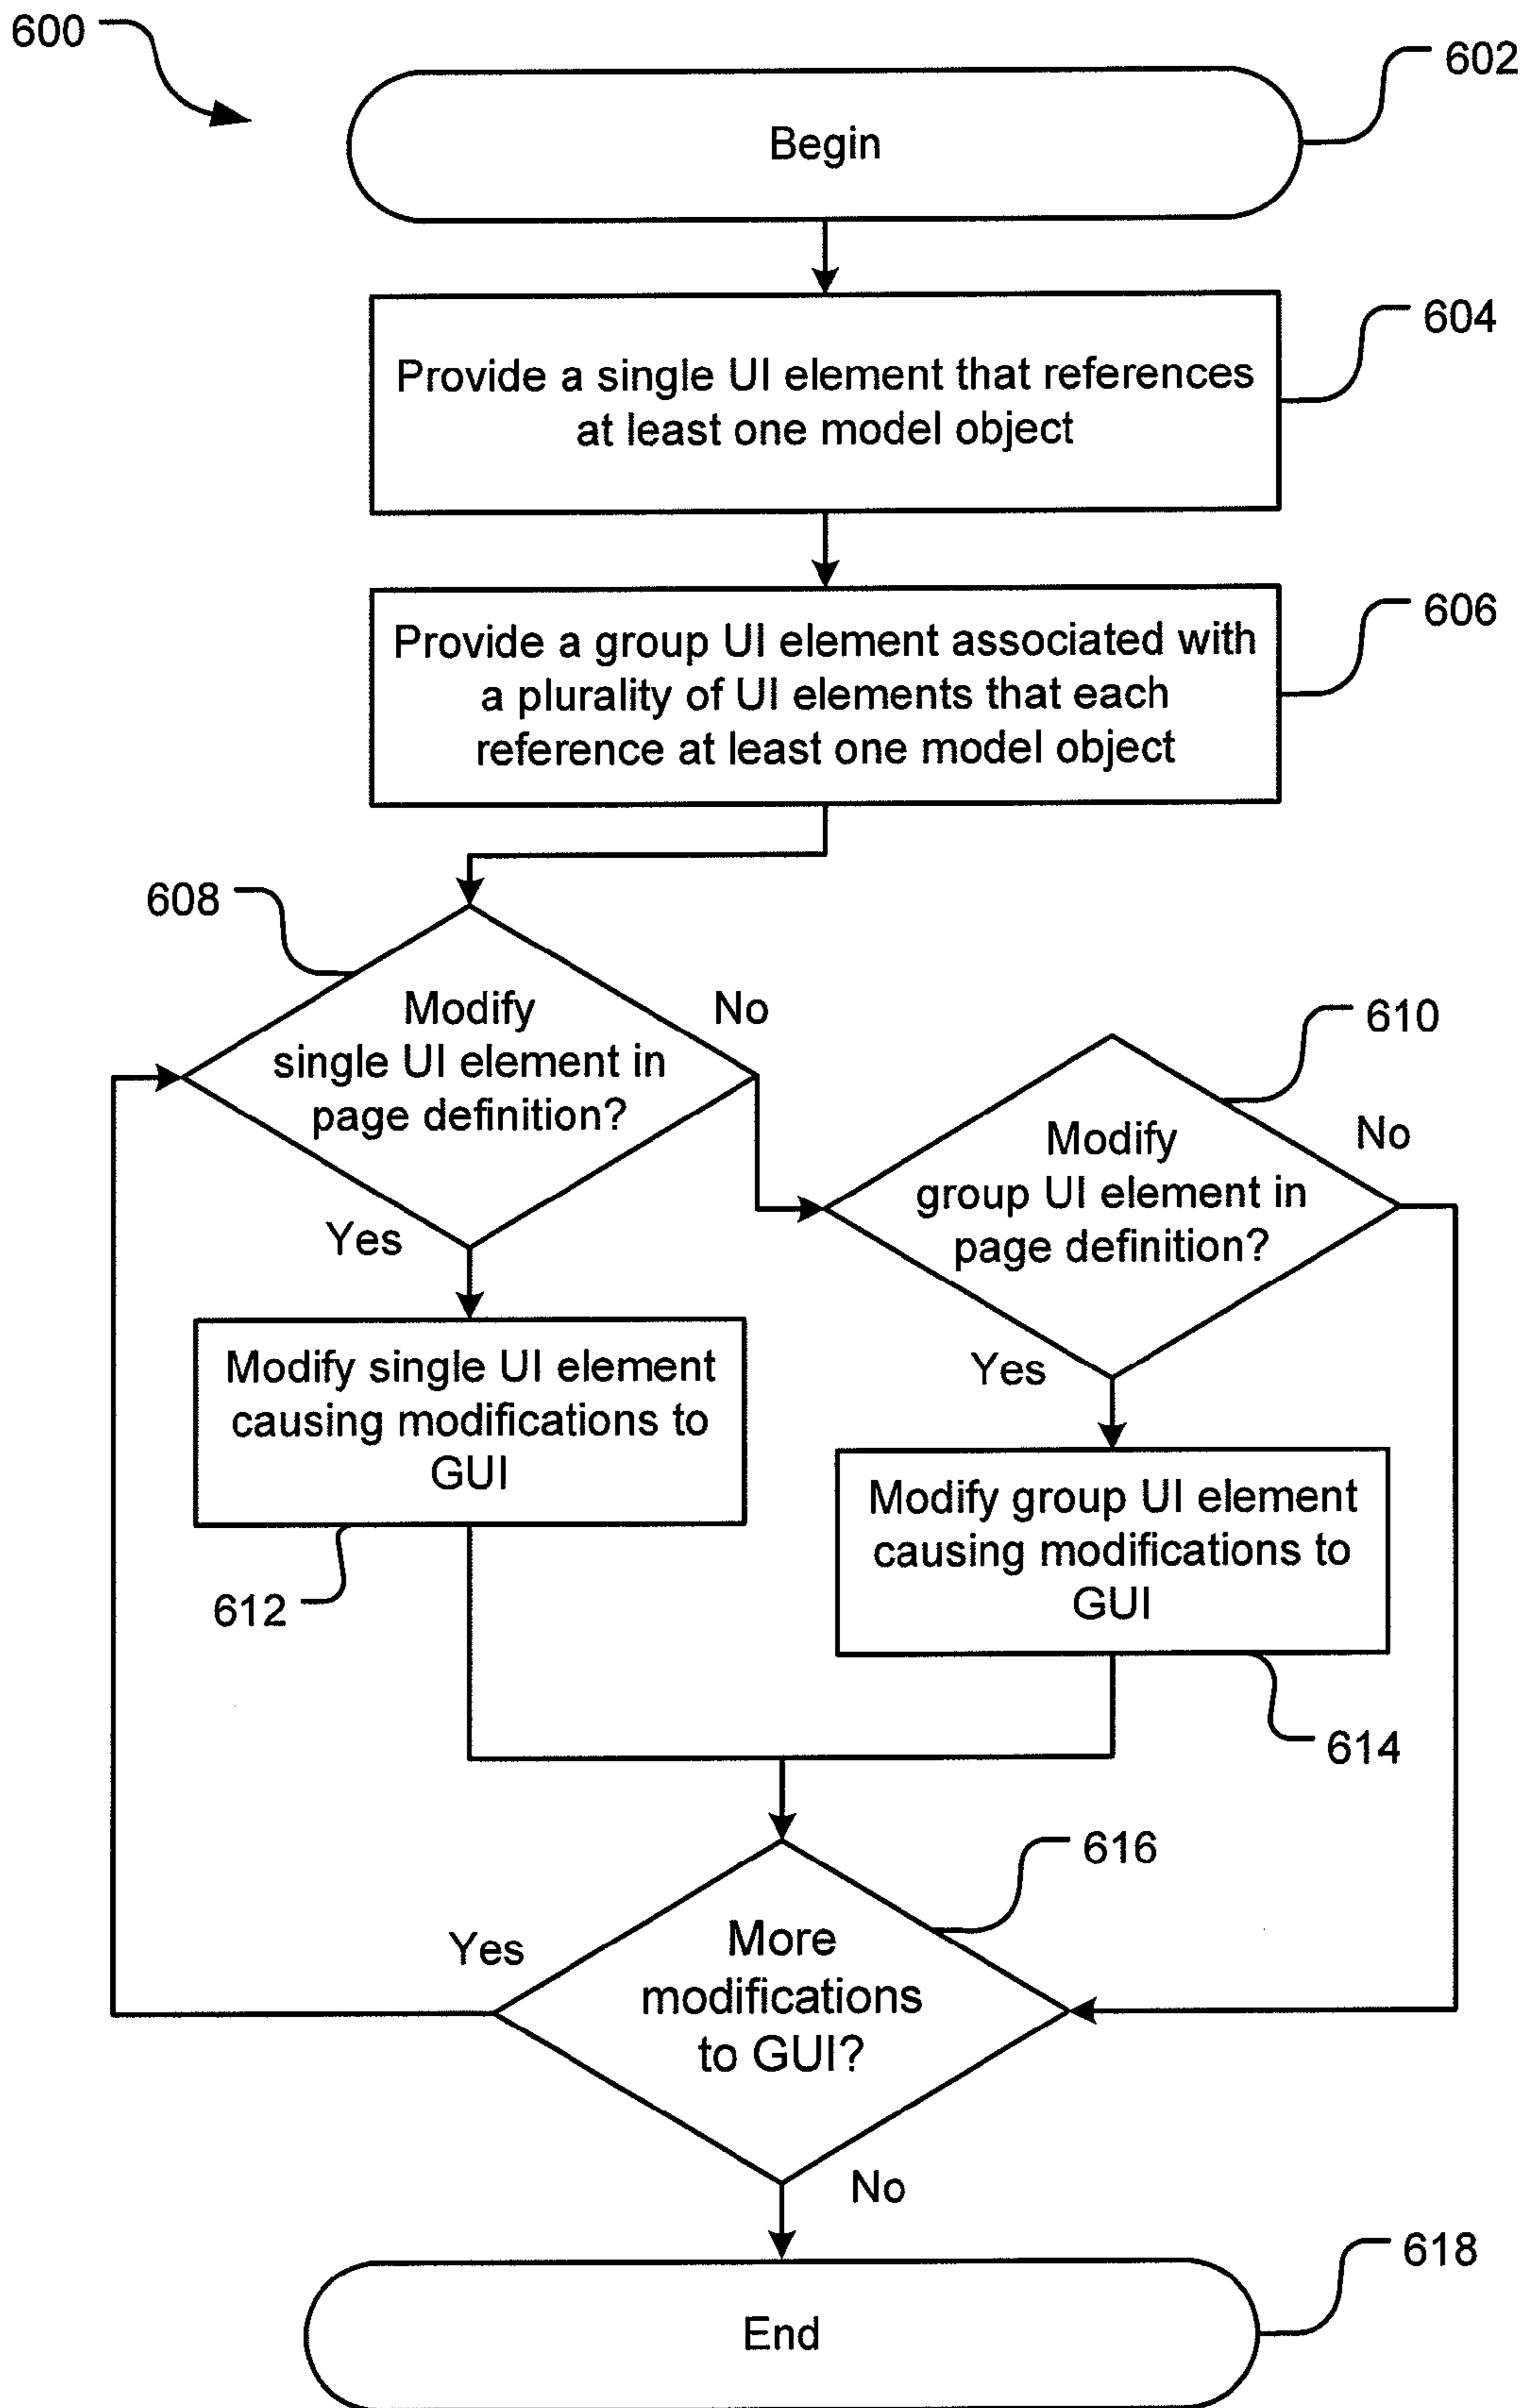 600
602
Begin
604
Provide a single UI element that references
at least one model object
606
Provide a group UI element associated with
a plurality of UI elements that each
reference at least one model object
608
Modify
single UI element in
page definition?
No
Yes
610
Modify
group UI element in
page definition?
No
Yes
Modify single UI element
causing modifications to
GUI
612
Modify group UI element
causing modifications to
GUI
614
616
More
modifications
to GUI?
Yes
No
618
End